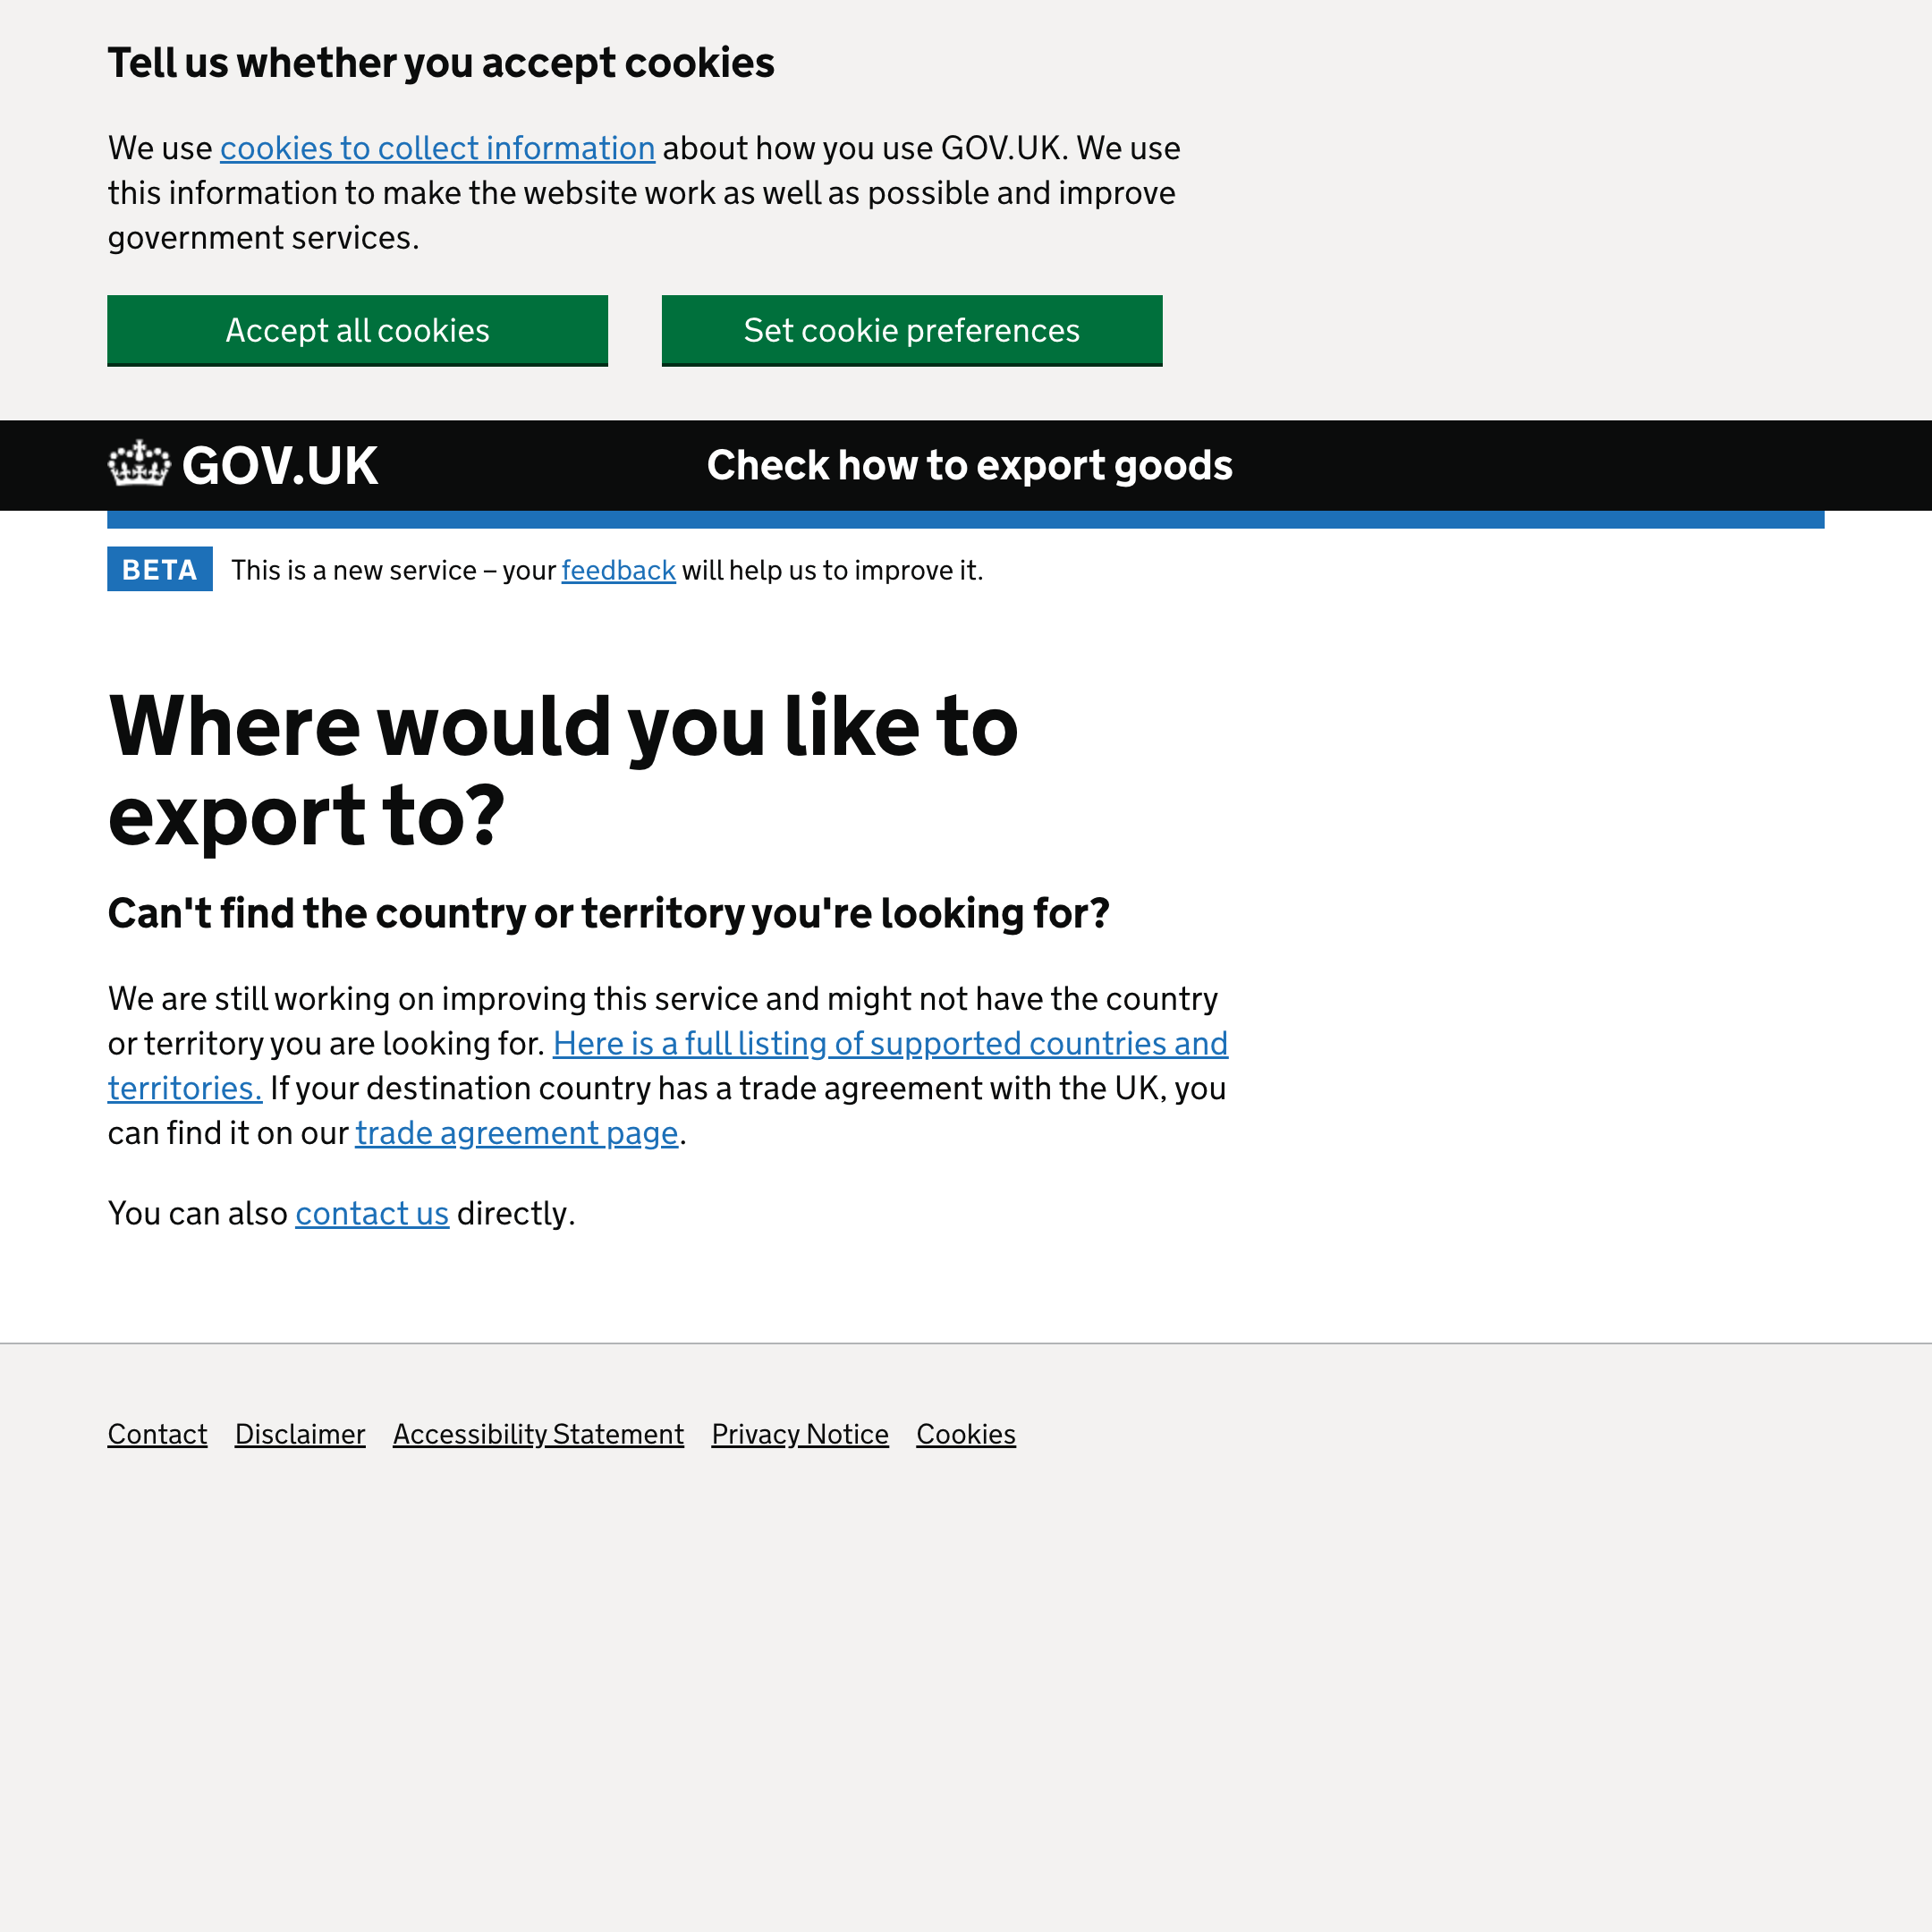 Tell us whether you accept cookies
We use cookies to collect information about how you use GOV.UK. We use
this information to make the website work as well as possible and improve
government services.
Accept all cookies
Set cookie preferences
GOV.UK
Check how to export goods
BETA This is a new service – your feedback will help us to improve it.
Where would you like to
export to?
Can't find the country or territory you're looking for?
We are still working on improving this service and might not have the country
or territory you are looking for. Here is a full listing of supported countries and
territories. If your destination country has a trade agreement with the UK, you
can find it on our trade agreement page.
You can also contact us directly.
Contact Disclaimer Accessibility Statement Privacy Notice Cookies